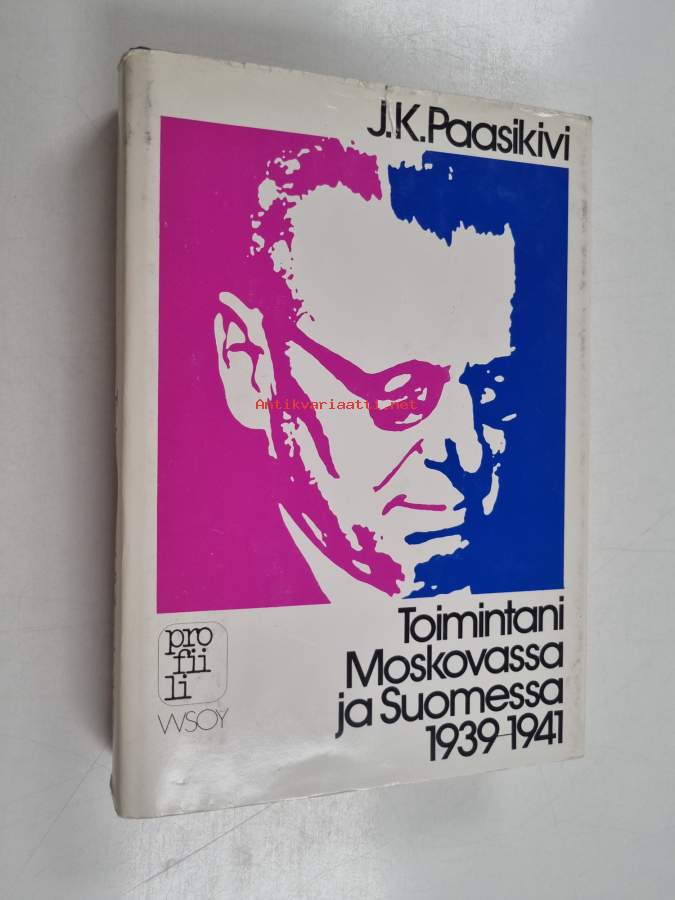 J.K.Paasikivi
Antikvariaatti.net
Toimintani
Moskovassa
ja Suomessa
1939-1941
pro
fii
li
WSOY